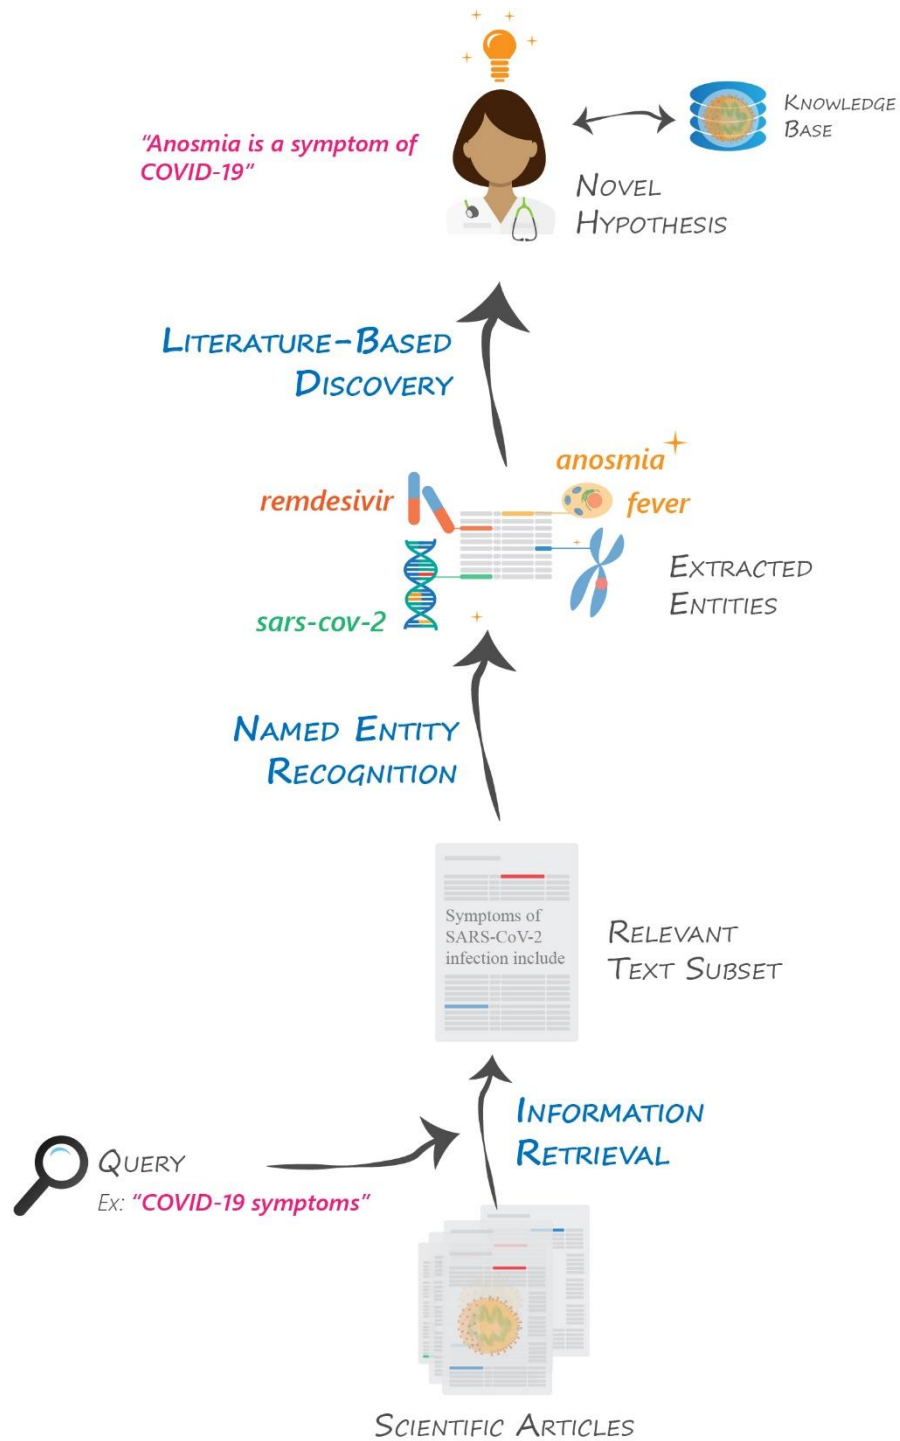 KNOWLEDGE
BASE
"Anosmia is a symptom of
COVID-19"
NOVEL
HYPOTHESIS
LITERATURE-BASED
DISCOVERY
anosmia
remdesivir
fever
EXTRACTED
ENTITIES
sars-cov-2
NAMED ENTITY
RECOGNITION
Symptoms of
SARS-CoV-2
infection include
RELEVANT
TEXT SUBSET
INFORMATION
RETRIEVAL
QUERY
Ex: "COVID-19 symptoms"
SCIENTIFIC ARTICLES